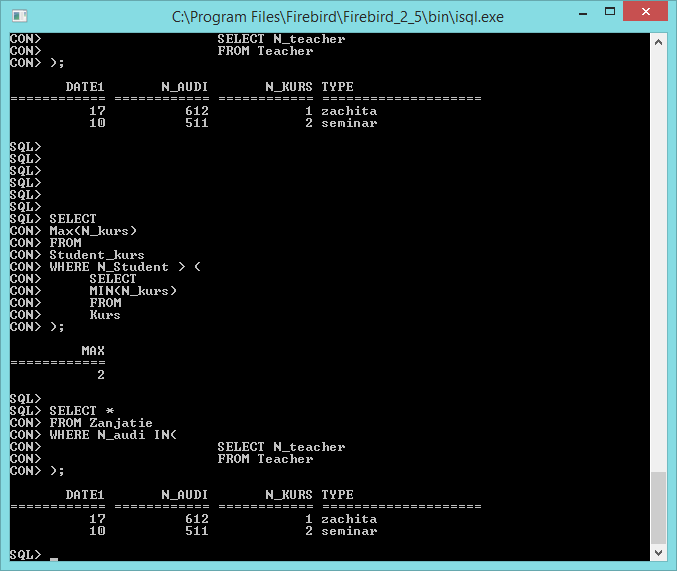 C:\Program Files\Firebird\Firebird_2_5\bin\isql.exe
CON>                      SELECT N_teacher
CON>                      FROM Teacher
CON> );
       DATE1       N_AUDI       N_KURS TYPE
============ ============ ============ ====================
          17          612            1 zachita
          10          511            2 seminar
SQL>
SQL>
SQL>
SQL>
SQL>
SQL>
SQL> SELECT
CON> Max(N_kurs)
CON> FROM
CON> Student_kurs
CON> WHERE N_Student > (
CON>      SELECT
CON>      MIN(N_kurs)
CON>      FROM
CON>      Kurs
CON> );
         MAX
============
           2
SQL>
SQL> SELECT *
CON> FROM Zanjatie
CON> WHERE N_audi IN(
CON>                      SELECT N_teacher
CON>                      FROM Teacher
CON> );
       DATE1       N_AUDI       N_KURS TYPE
============ ============ ============ ====================
          17          612            1 zachita
          10          511            2 seminar
SQL> _